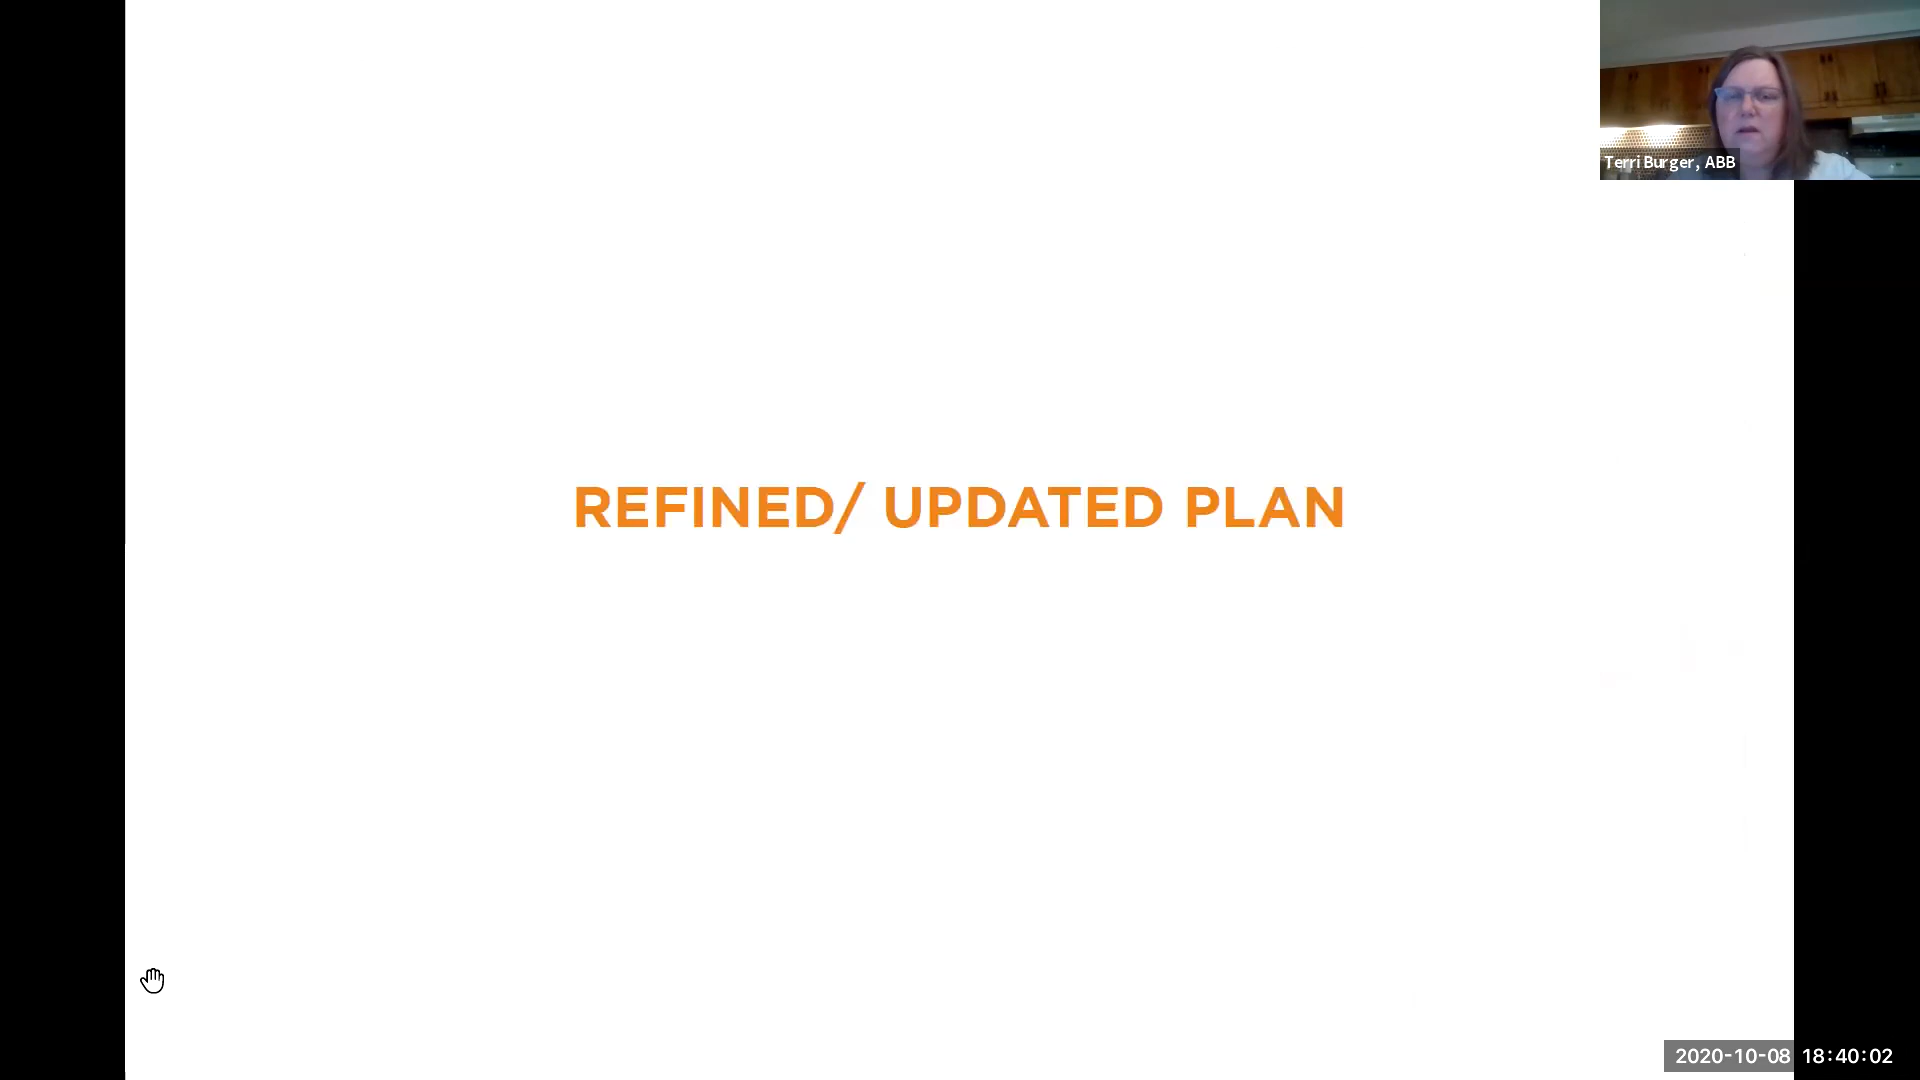 Terri Burger, ABB
REFINED/ UPDATED PLAN
2020-10-08 18:40:02